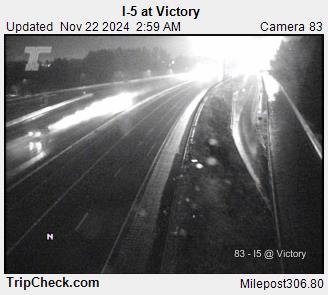 I-5 at Victory
Updated Nov 22 2024 2:59 AM Camera 83
T
N
83 - I5 @ Victory
TripCheck.com Milepost306.80